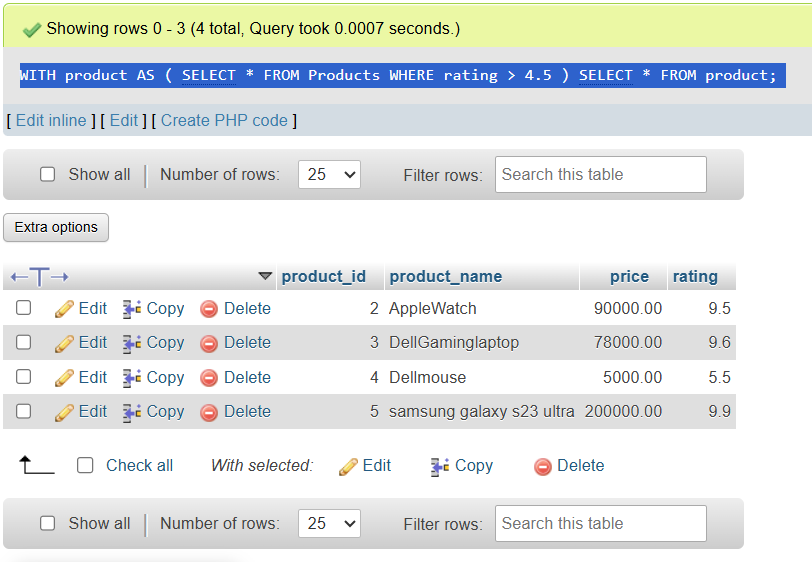 Showing rows 0 - 3 (4 total, Query took 0.0007 seconds.)
WITH product AS ( SELECT * FROM Products WHERE rating > 4.5 ) SELECT * FROM product;
[ Edit inline ] [ Edit ] [ Create PHP code ]
Show all Number of rows: 25 Filter rows: Search this table
Extra options
←T→ product_id product_name price rating
Edit Copy Delete 2 AppleWatch 90000.00 9.5
Edit Copy Delete 3 DellGaminglaptop 78000.00 9.6
Edit Copy Delete 4 Dellmouse 5000.00 5.5
Edit Copy Delete 5 samsung galaxy s23 ultra 200000.00 9.9
Check all With selected: Edit Copy Delete
Show all Number of rows: 25 Filter rows: Search this table